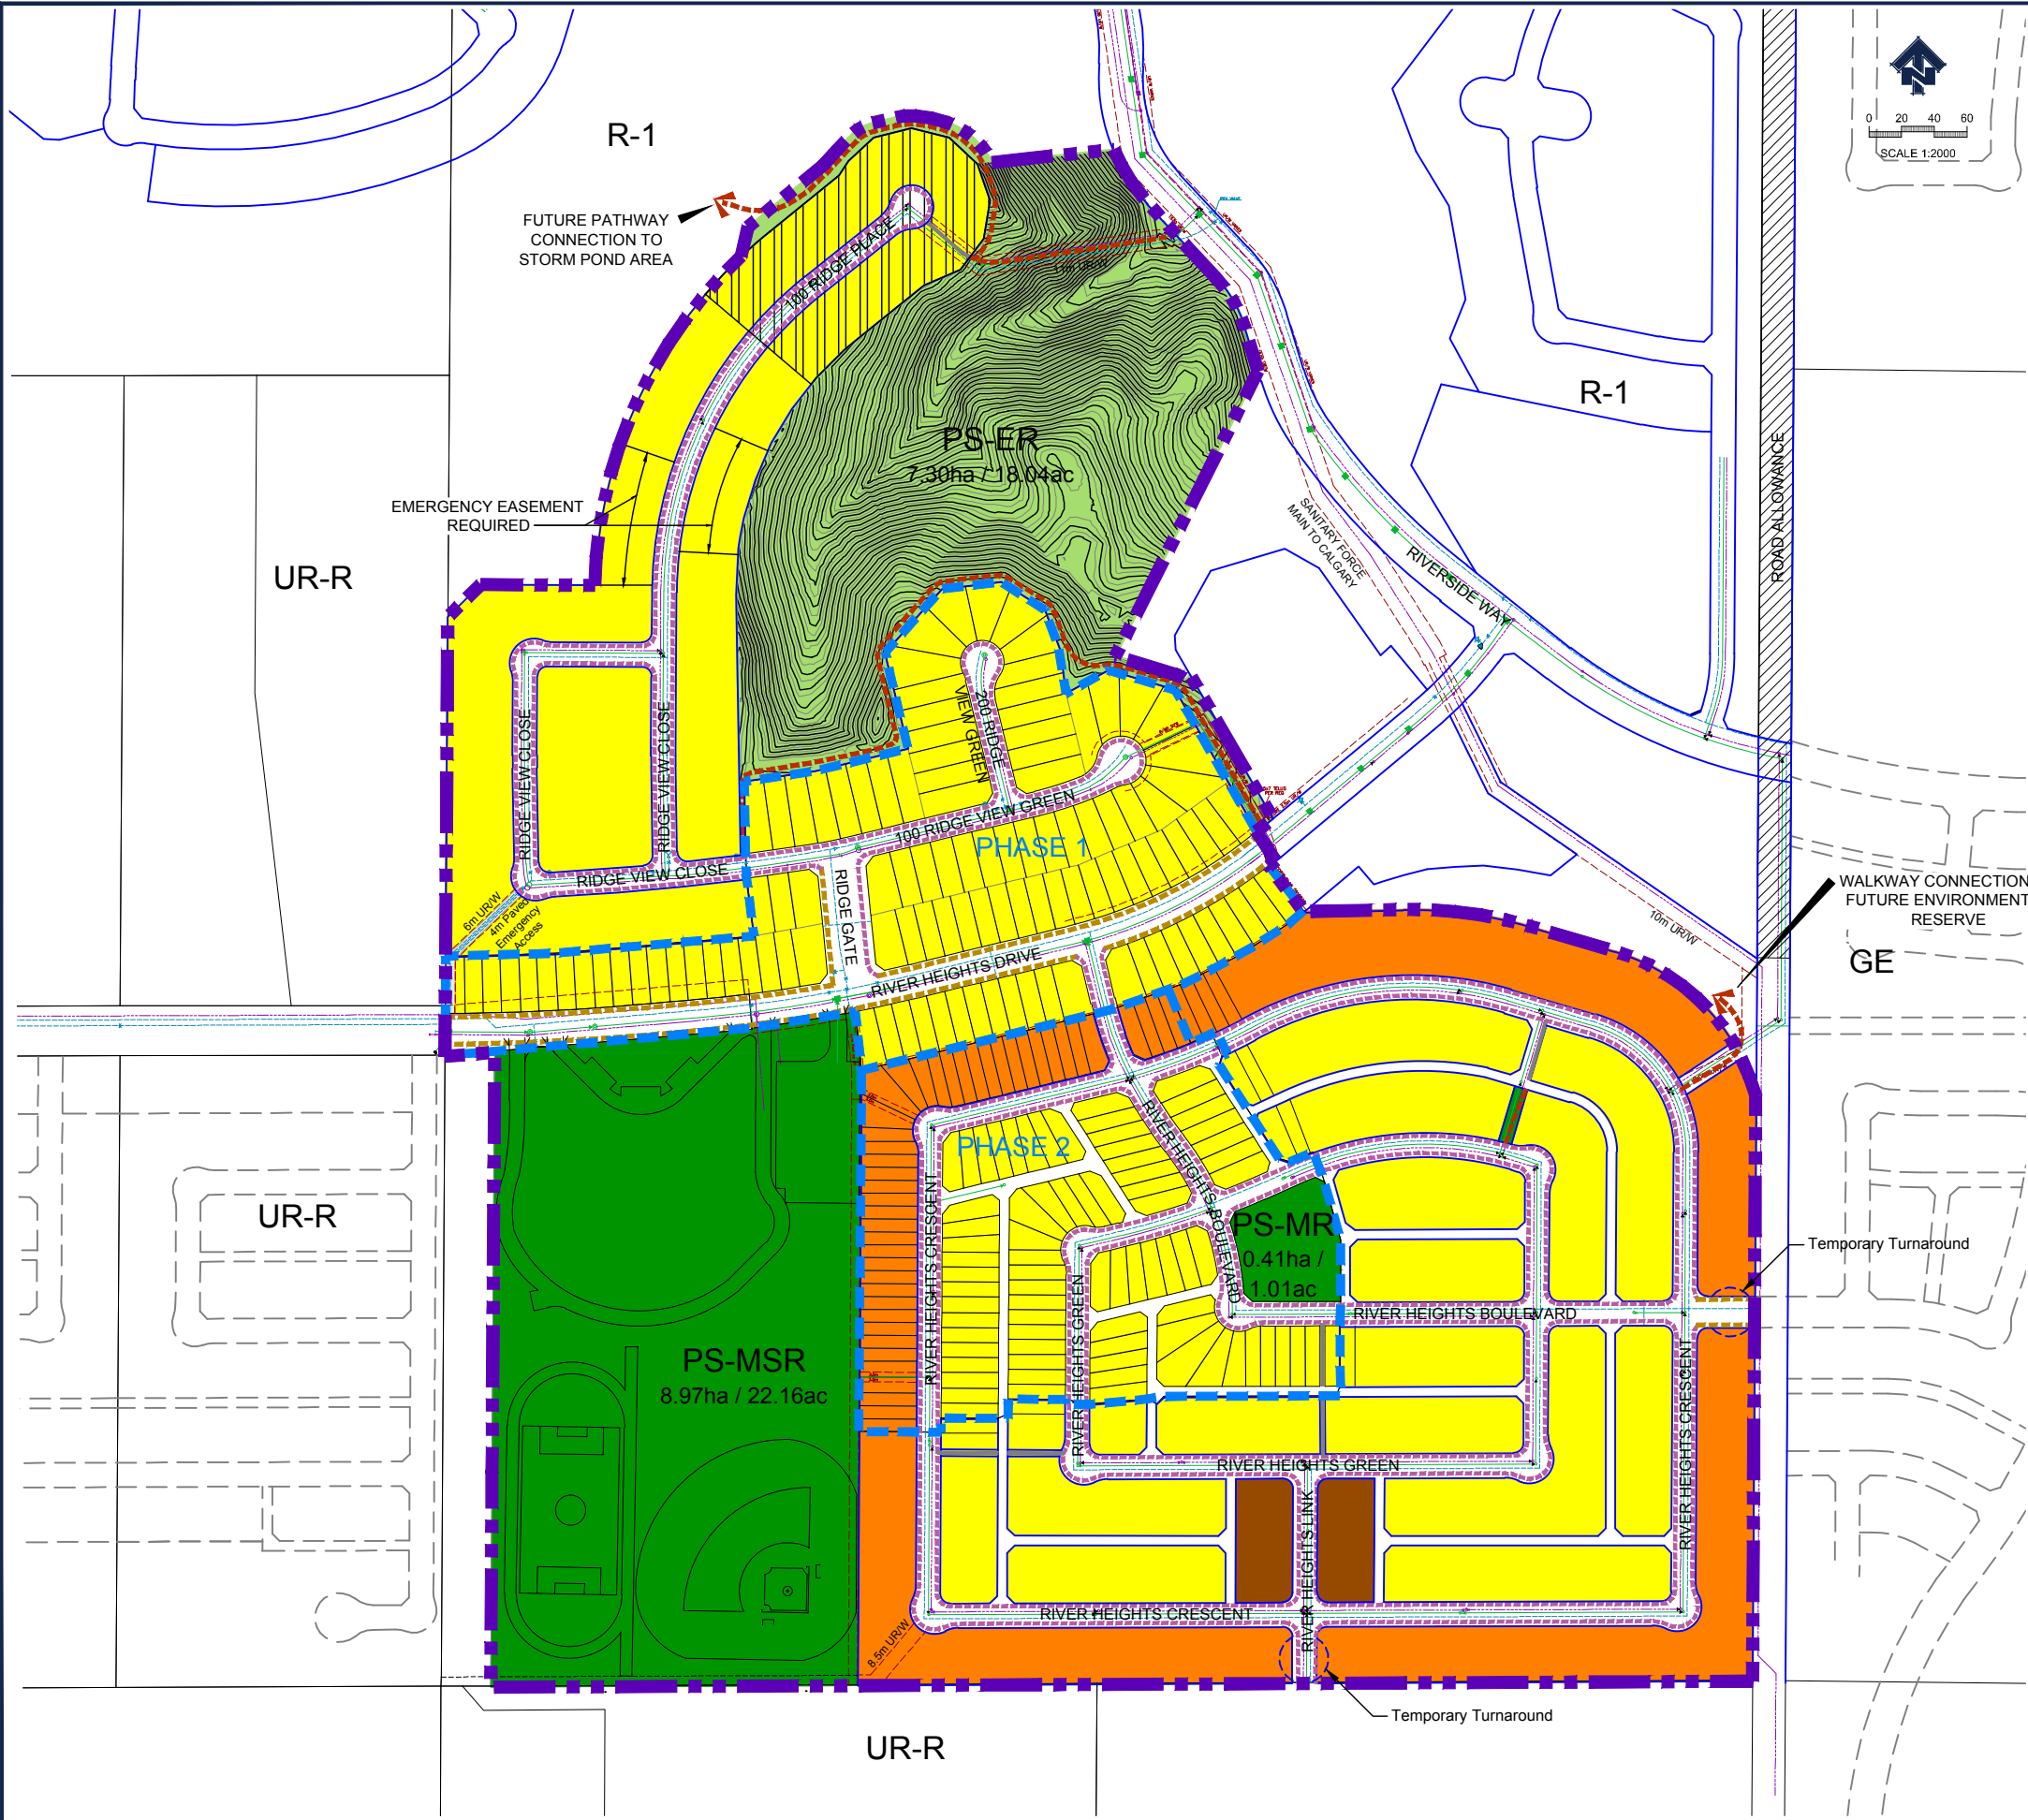 R-1
0 20 40 60
SCALE 1:2000
FUTURE PATHWAY
CONNECTION TO
STORM POND AREA
100 RIDGE PLACE
11m UR/W
R-1
PS-ER
7.30ha / 18.04ac
ROAD ALLOWANCE
EMERGENCY EASEMENT
REQUIRED
SANITARY FORCE
MAIN TO CALGARY
RIVERSIDE WAY
UR-R
200 RIDGE
VIEW GREEN
RIDGE VIEW CLOSE
RIDGE VIEW CLOSE
100 RIDGE VIEW GREEN
PHASE 1
RIDGE VIEW CLOSE
RIDGE GATE
6m UR/W
4m Paved
Emergency
Access
WALKWAY CONNECTION
FUTURE ENVIRONMENT
RESERVE
10m UR/W
GE
RIVER HEIGHTS DRIVE
PHASE 2
RIVER HEIGHTS BOULEVARD
RIVER HEIGHTS CRESCENT
UR-R
PS-MR
0.41ha /
1.01ac
Temporary Turnaround
RIVER HEIGHTS GREEN
RIVER HEIGHTS BOULEVARD
PS-MSR
8.97ha / 22.16ac
RIVER HEIGHTS CRESCENT
RIVER HEIGHTS GREEN
RIVER HEIGHTS LINK
RIVER HEIGHTS CRESCENT
8.5m UR/W
Temporary Turnaround
UR-R